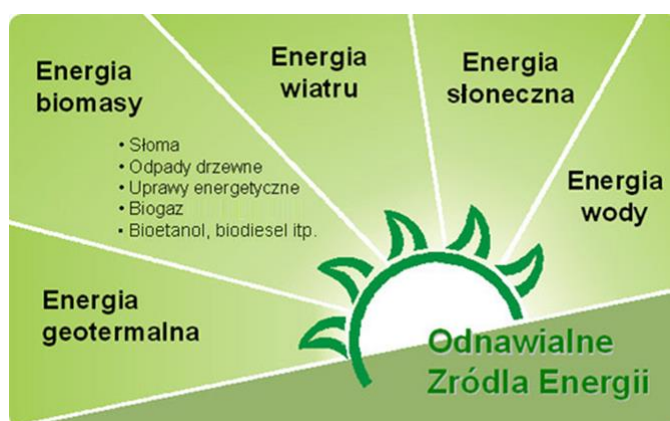 Energia
biomasy
• Słoma
• Odpady drzewne
• Uprawy energetyczne
• Biogaz
• Bioetanol, biodiesel itp.
Energia
wiatru
Energia
słoneczna
Energia
wody
Energia
geotermalna
Odnawialne
Zródla Energii